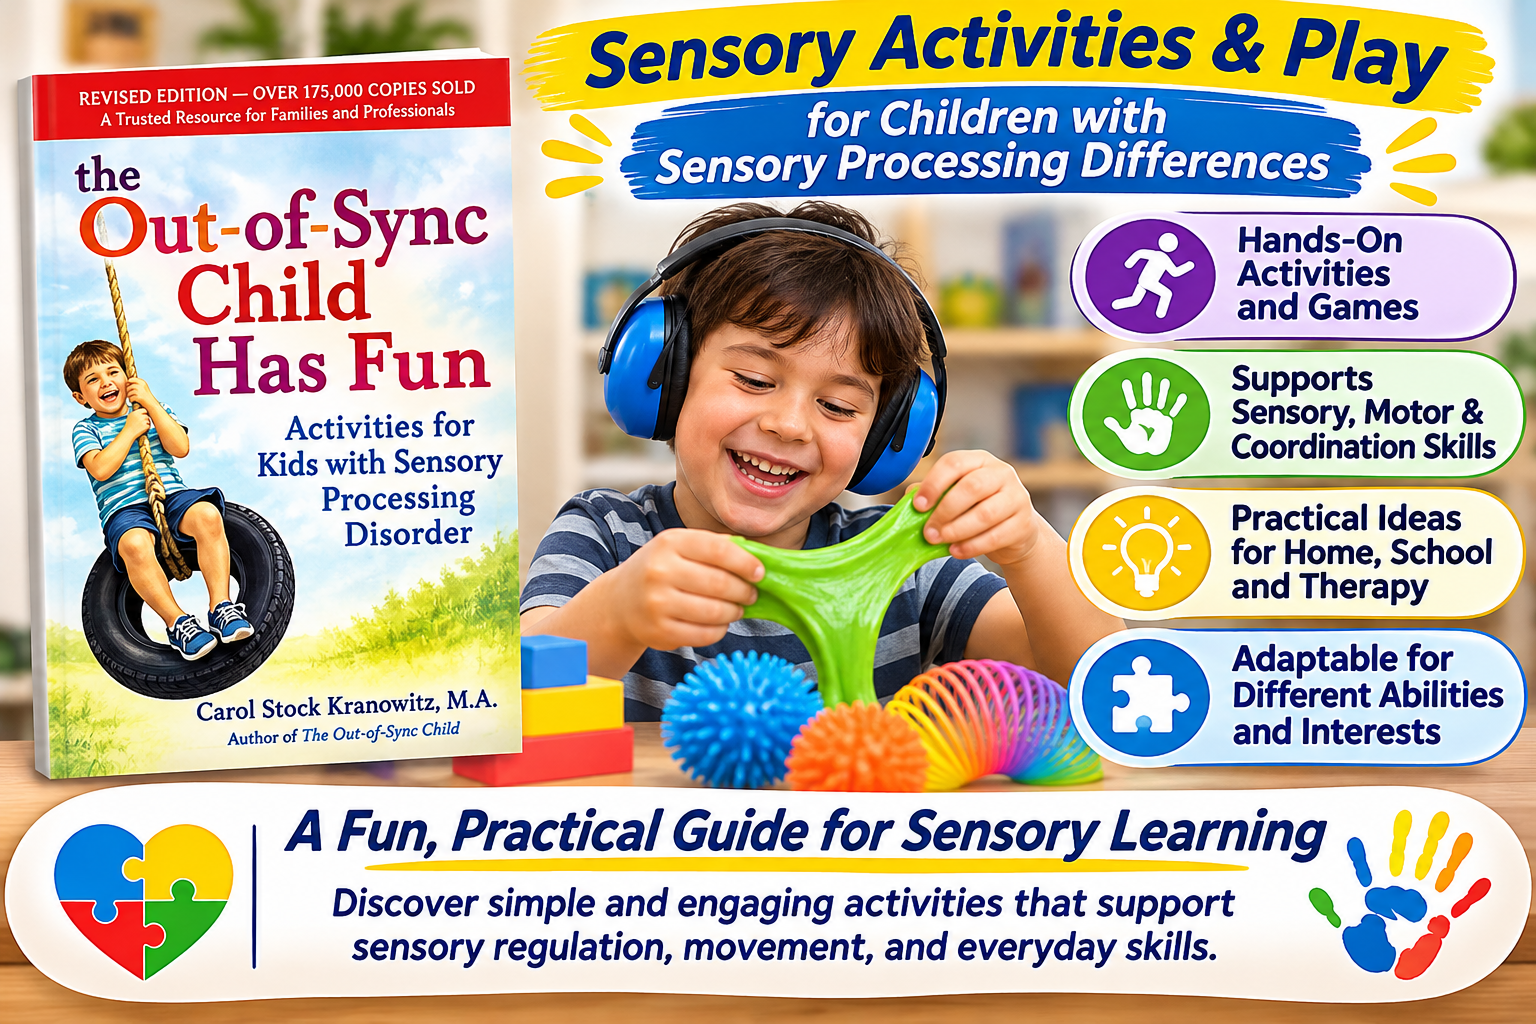 REVISED EDITION — OVER 175,000 COPIES SOLD
A Trusted Resource for Families and Professionals
the
Out-of-Sync
Child
Has Fun
Activities for
Kids with Sensory
Processing
Disorder
Carol Stock Kranowitz, M.A.
Author of The Out-of-Sync Child
Sensory Activities & Play
for Children with
Sensory Processing Differences
Hands-On
Activities
and Games
Supports
Sensory, Motor &
Coordination Skills
Practical Ideas
for Home, School
and Therapy
Adaptable for
Different Abilities
and Interests
A Fun, Practical Guide for Sensory Learning
Discover simple and engaging activities that support
sensory regulation, movement, and everyday skills.